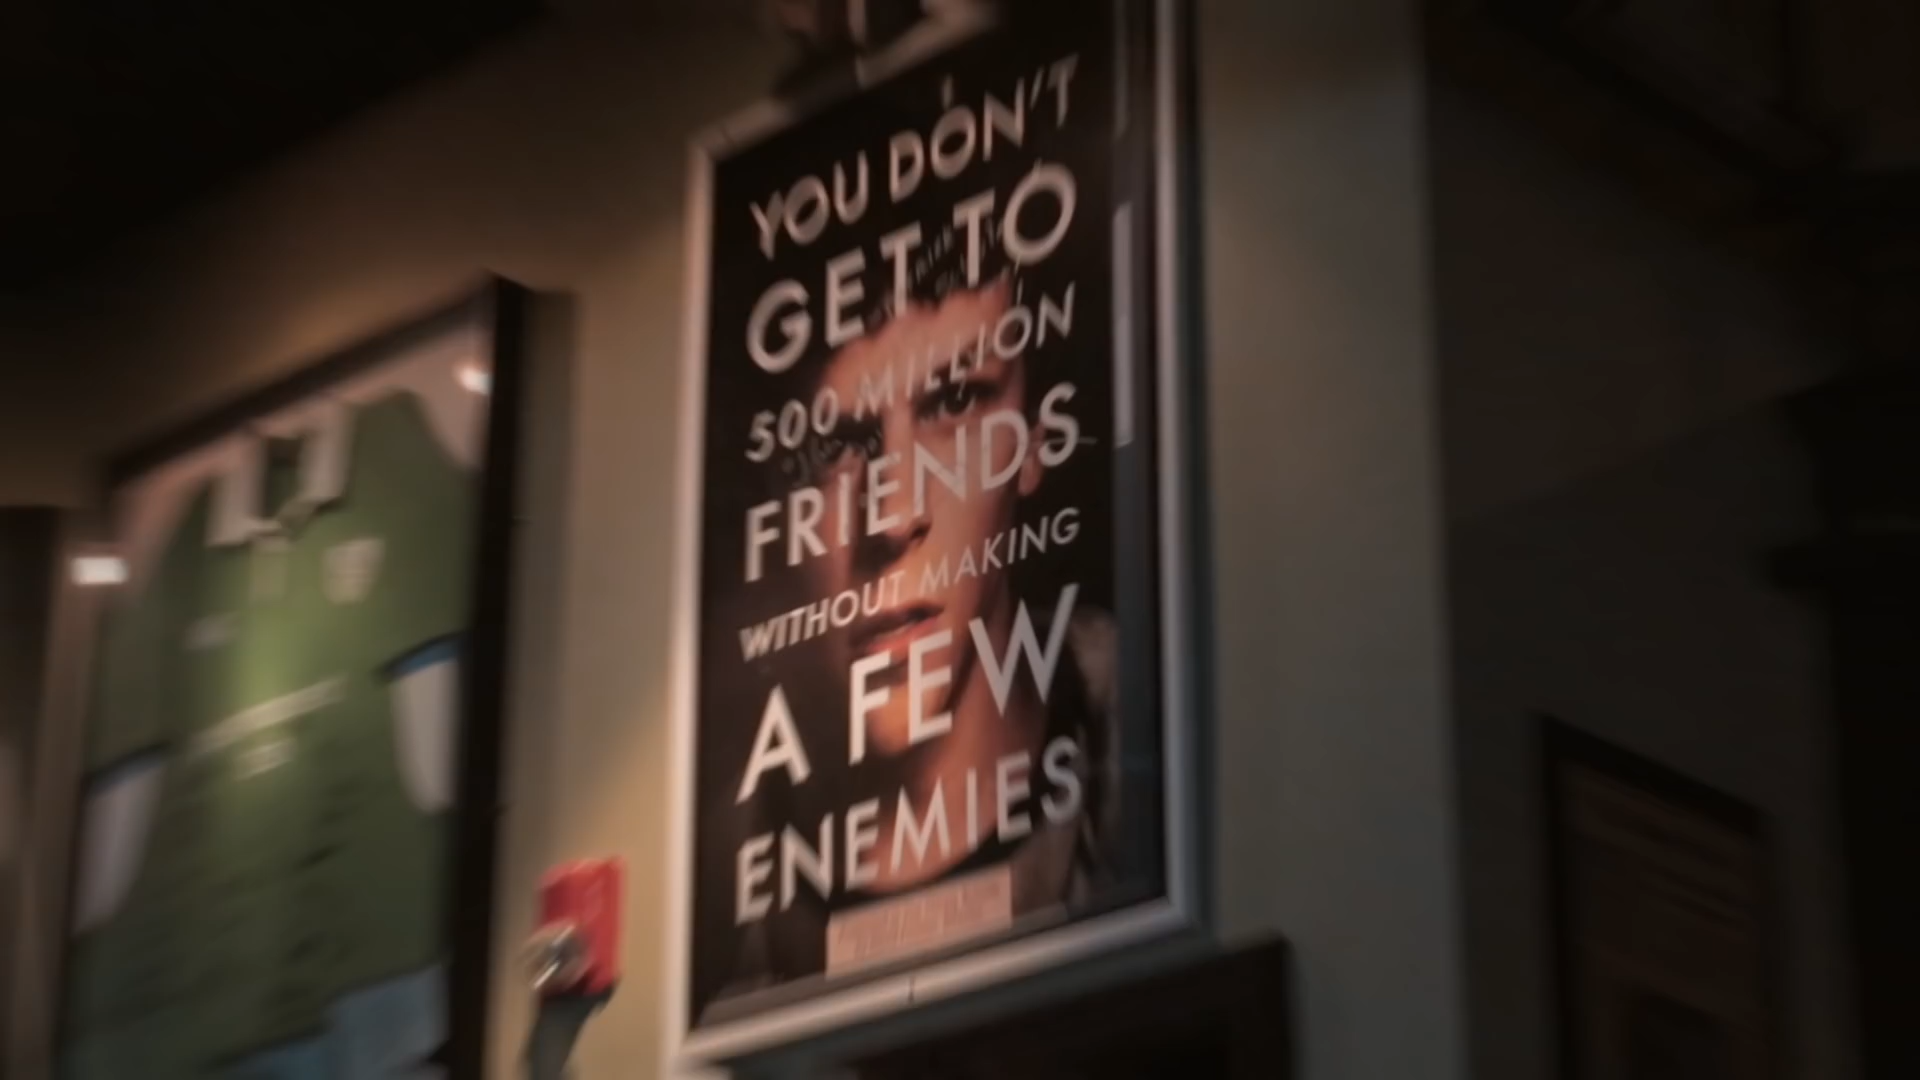 YOU DON'T
GET TO
500 MILLION
FRIENDS
WITHOUT MAKING
A FEW
ENEMIES